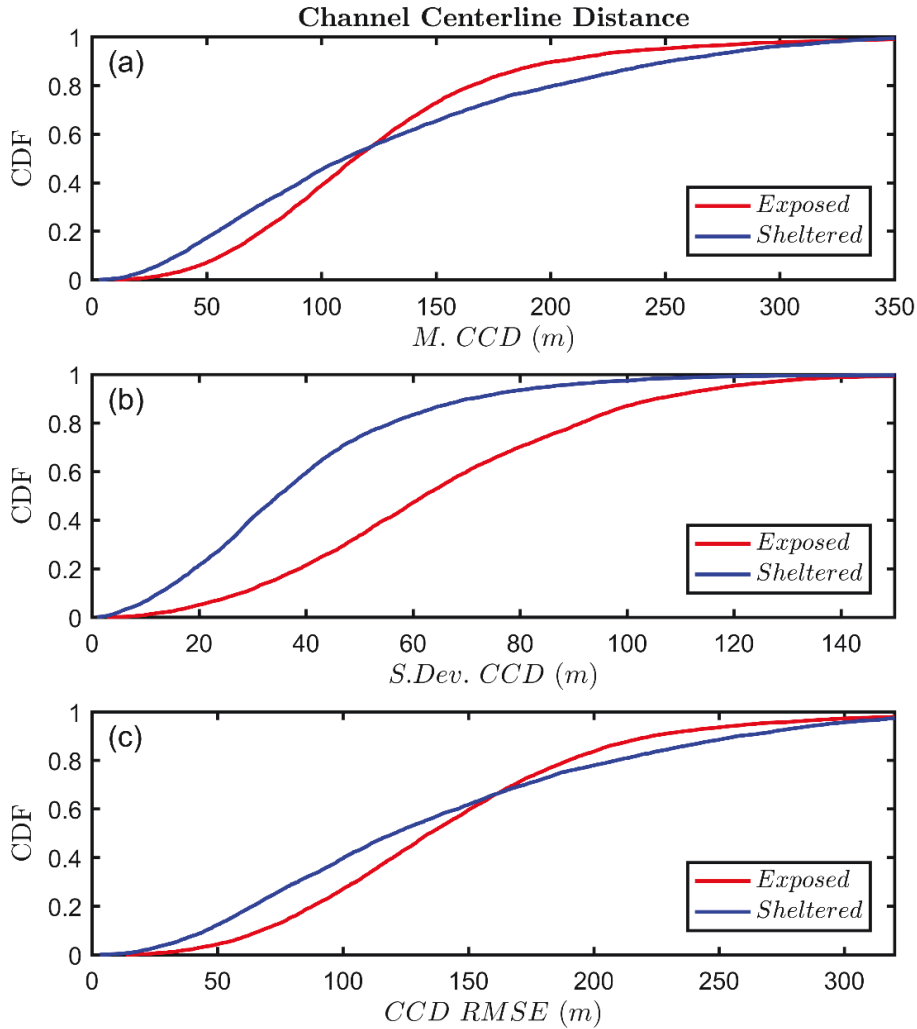 Channel Centerline Distance
(a)
1
0.8
0.6
0.4
0.2
0
CDF
Exposed
Sheltered
0 50 100 150 200 250 300 350
M. CCD (m)
(b)
1
0.8
0.6
0.4
0.2
0
CDF
Exposed
Sheltered
0 20 40 60 80 100 120 140
S.Dev. CCD (m)
(c)
1
0.8
0.6
0.4
0.2
0
CDF
Exposed
Sheltered
0 50 100 150 200 250 300
CCD RMSE (m)